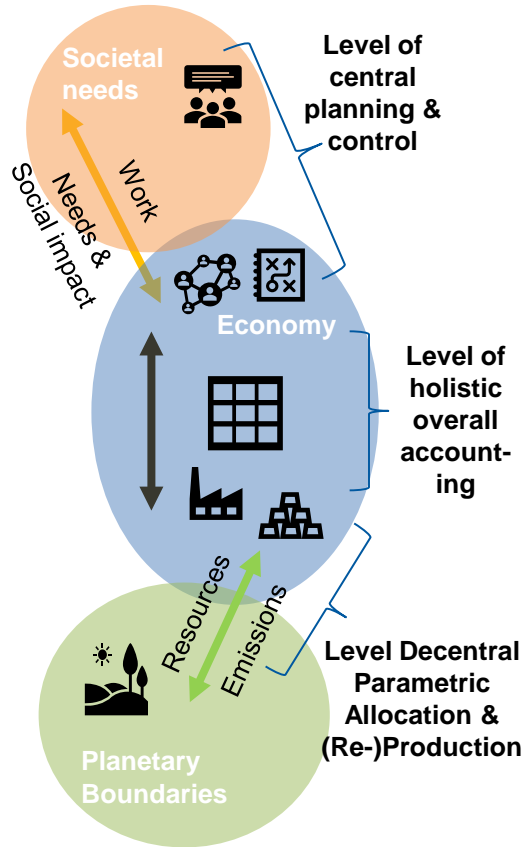 Societal
needs
Level of
central
planning &
control
Work
Needs &
Social impact
Economy
Level of
holistic
overall
account-
ing
Resources
Emissions
Level Decentral
Parametric
Allocation &
(Re-)Production
Planetary
Boundaries